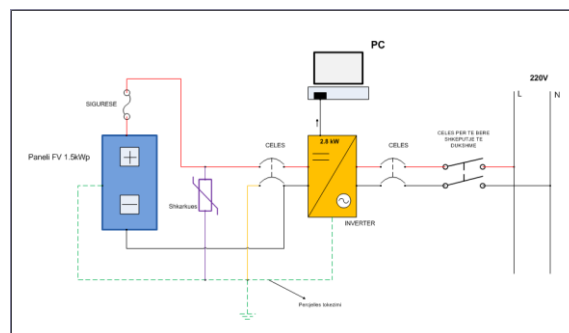 PC
220V
L
N
SIGURESE
CELES
2.6 kW
CELES
CELES PER TE BERE
SHKEPUTJE TE
DUKSHME
Paneli FV 1.5kWp
Shkarkues
INVERTER
Percjelles tokezimi